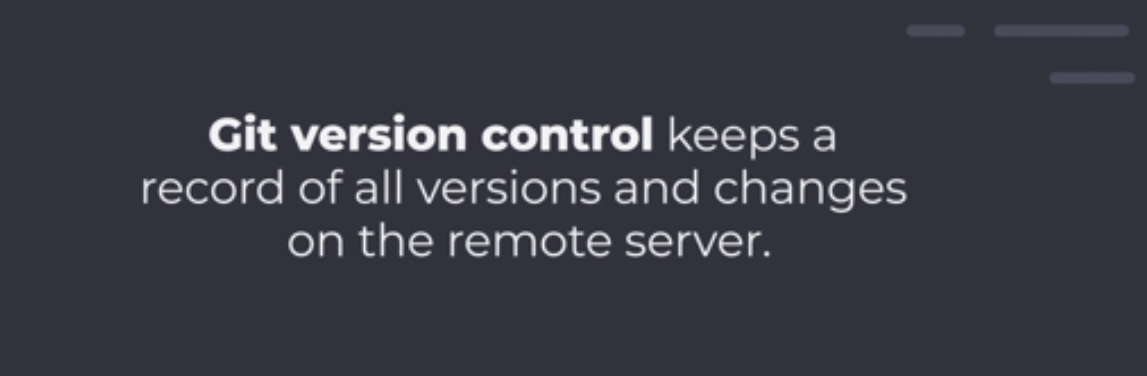 Git version control keeps a
record of all versions and changes
on the remote server.